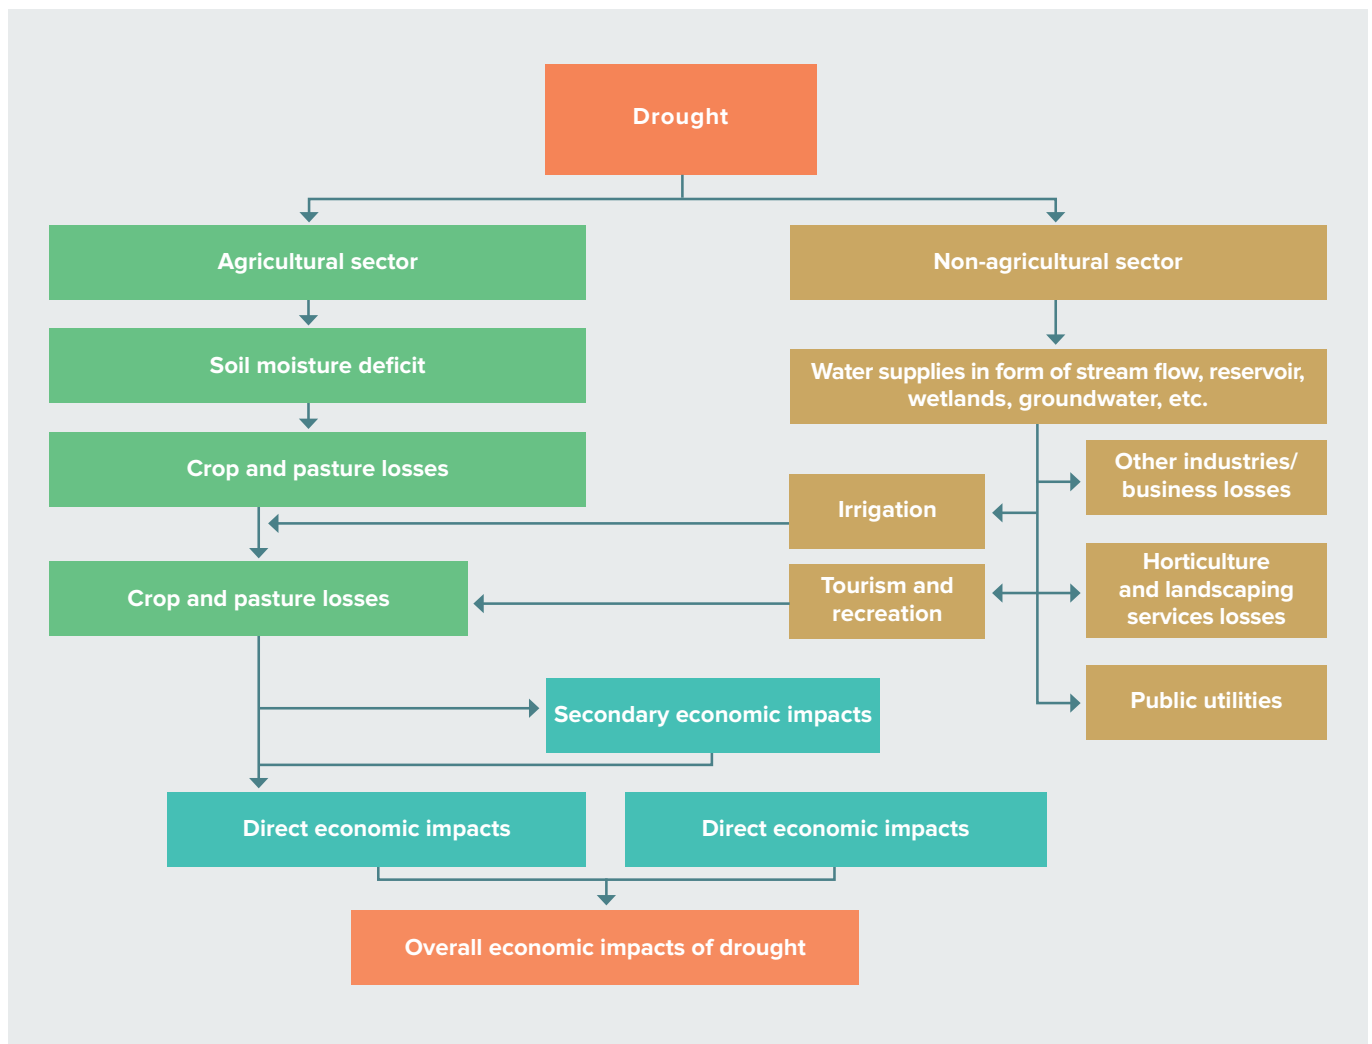 Drought
Agricultural sector
Non-agricultural sector
Soil moisture deficit
Water supplies in form of stream flow, reservoir,
wetlands, groundwater, etc.
Crop and pasture losses
Other industries/
business losses
Irrigation
Horticulture
and landscaping
services losses
Tourism and
recreation
Crop and pasture losses
Public utilities
Secondary economic impacts
Direct economic impacts
Direct economic impacts
Overall economic impacts of drought